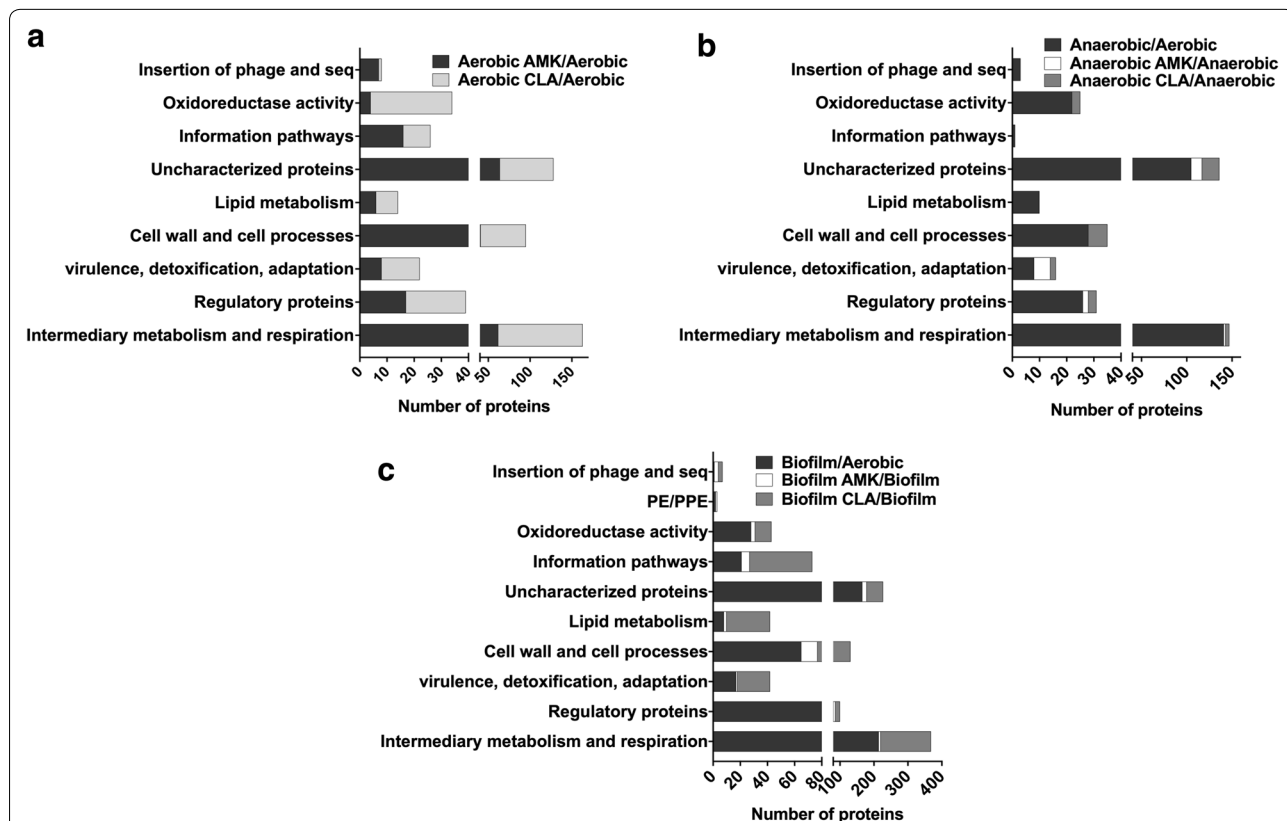 a
Aerobic AMK/Aerobic
Aerobic CLA/Aerobic
Insertion of phage and seq
Oxidoreductase activity
Information pathways
Uncharacterized proteins
Lipid metabolism
Cell wall and cell processes
virulence, detoxification, adaptation
Regulatory proteins
Intermediary metabolism and respiration
0 10 20 30 40 50 100 150
Number of proteins
b
Anaerobic/Aerobic
Anaerobic AMK/Anaerobic
Anaerobic CLA/Anaerobic
Insertion of phage and seq
Oxidoreductase activity
Information pathways
Uncharacterized proteins
Lipid metabolism
Cell wall and cell processes
virulence, detoxification, adaptation
Regulatory proteins
Intermediary metabolism and respiration
0 10 20 30 40 50 100 150
Number of proteins
c
Biofilm/Aerobic
Biofilm AMK/Biofilm
Biofilm CLA/Biofilm
Insertion of phage and seq
PE/PPE
Oxidoreductase activity
Information pathways
Uncharacterized proteins
Lipid metabolism
Cell wall and cell processes
virulence, detoxification, adaptation
Regulatory proteins
Intermediary metabolism and respiration
0 20 40 60 80 100 200 300 400
Number of proteins